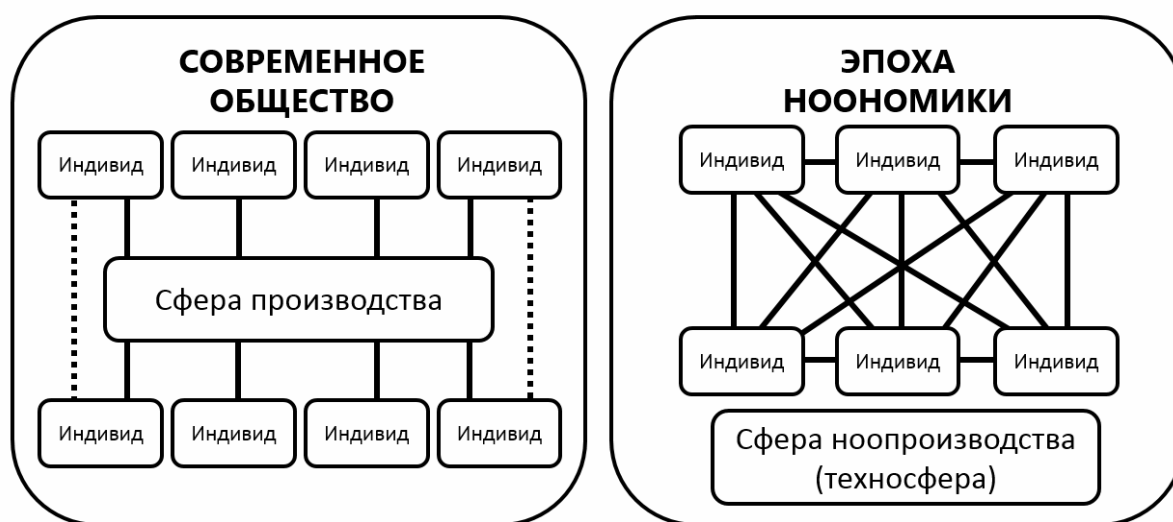 СОВРЕМЕННОЕ
ОБЩЕСТВО
Индивид
Индивид
Индивид
Индивид
Сфера производства
Индивид
Индивид
Индивид
Индивид
ЭПОХА
НООНОМИКИ
Индивид
Индивид
Индивид
Индивид
Индивид
Индивид
Сфера ноопроизводства
(техносфера)